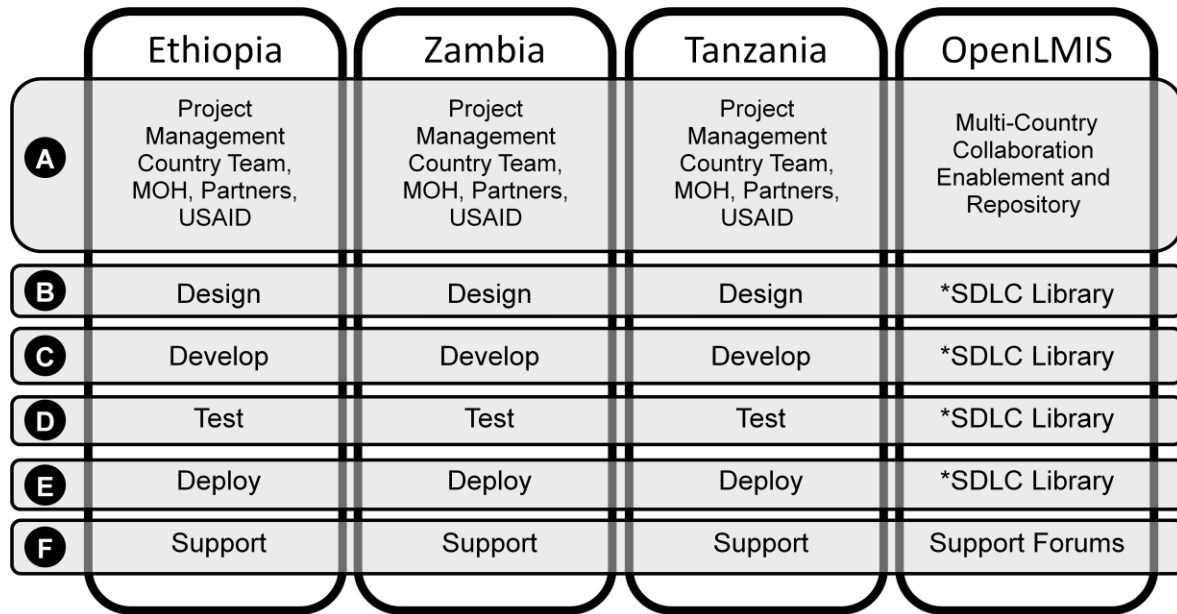 Ethiopia Zambia Tanzania OpenLMIS
A
Project
Management
Country Team,
MOH, Partners,
USAID
Project
Management
Country Team,
MOH, Partners,
USAID
Project
Management
Country Team,
MOH, Partners,
USAID
Multi-Country
Collaboration
Enablement and
Repository
B Design Design Design *SDLC Library
C Develop Develop Develop *SDLC Library
D Test Test Test *SDLC Library
E Deploy Deploy Deploy *SDLC Library
F Support Support Support Support Forums